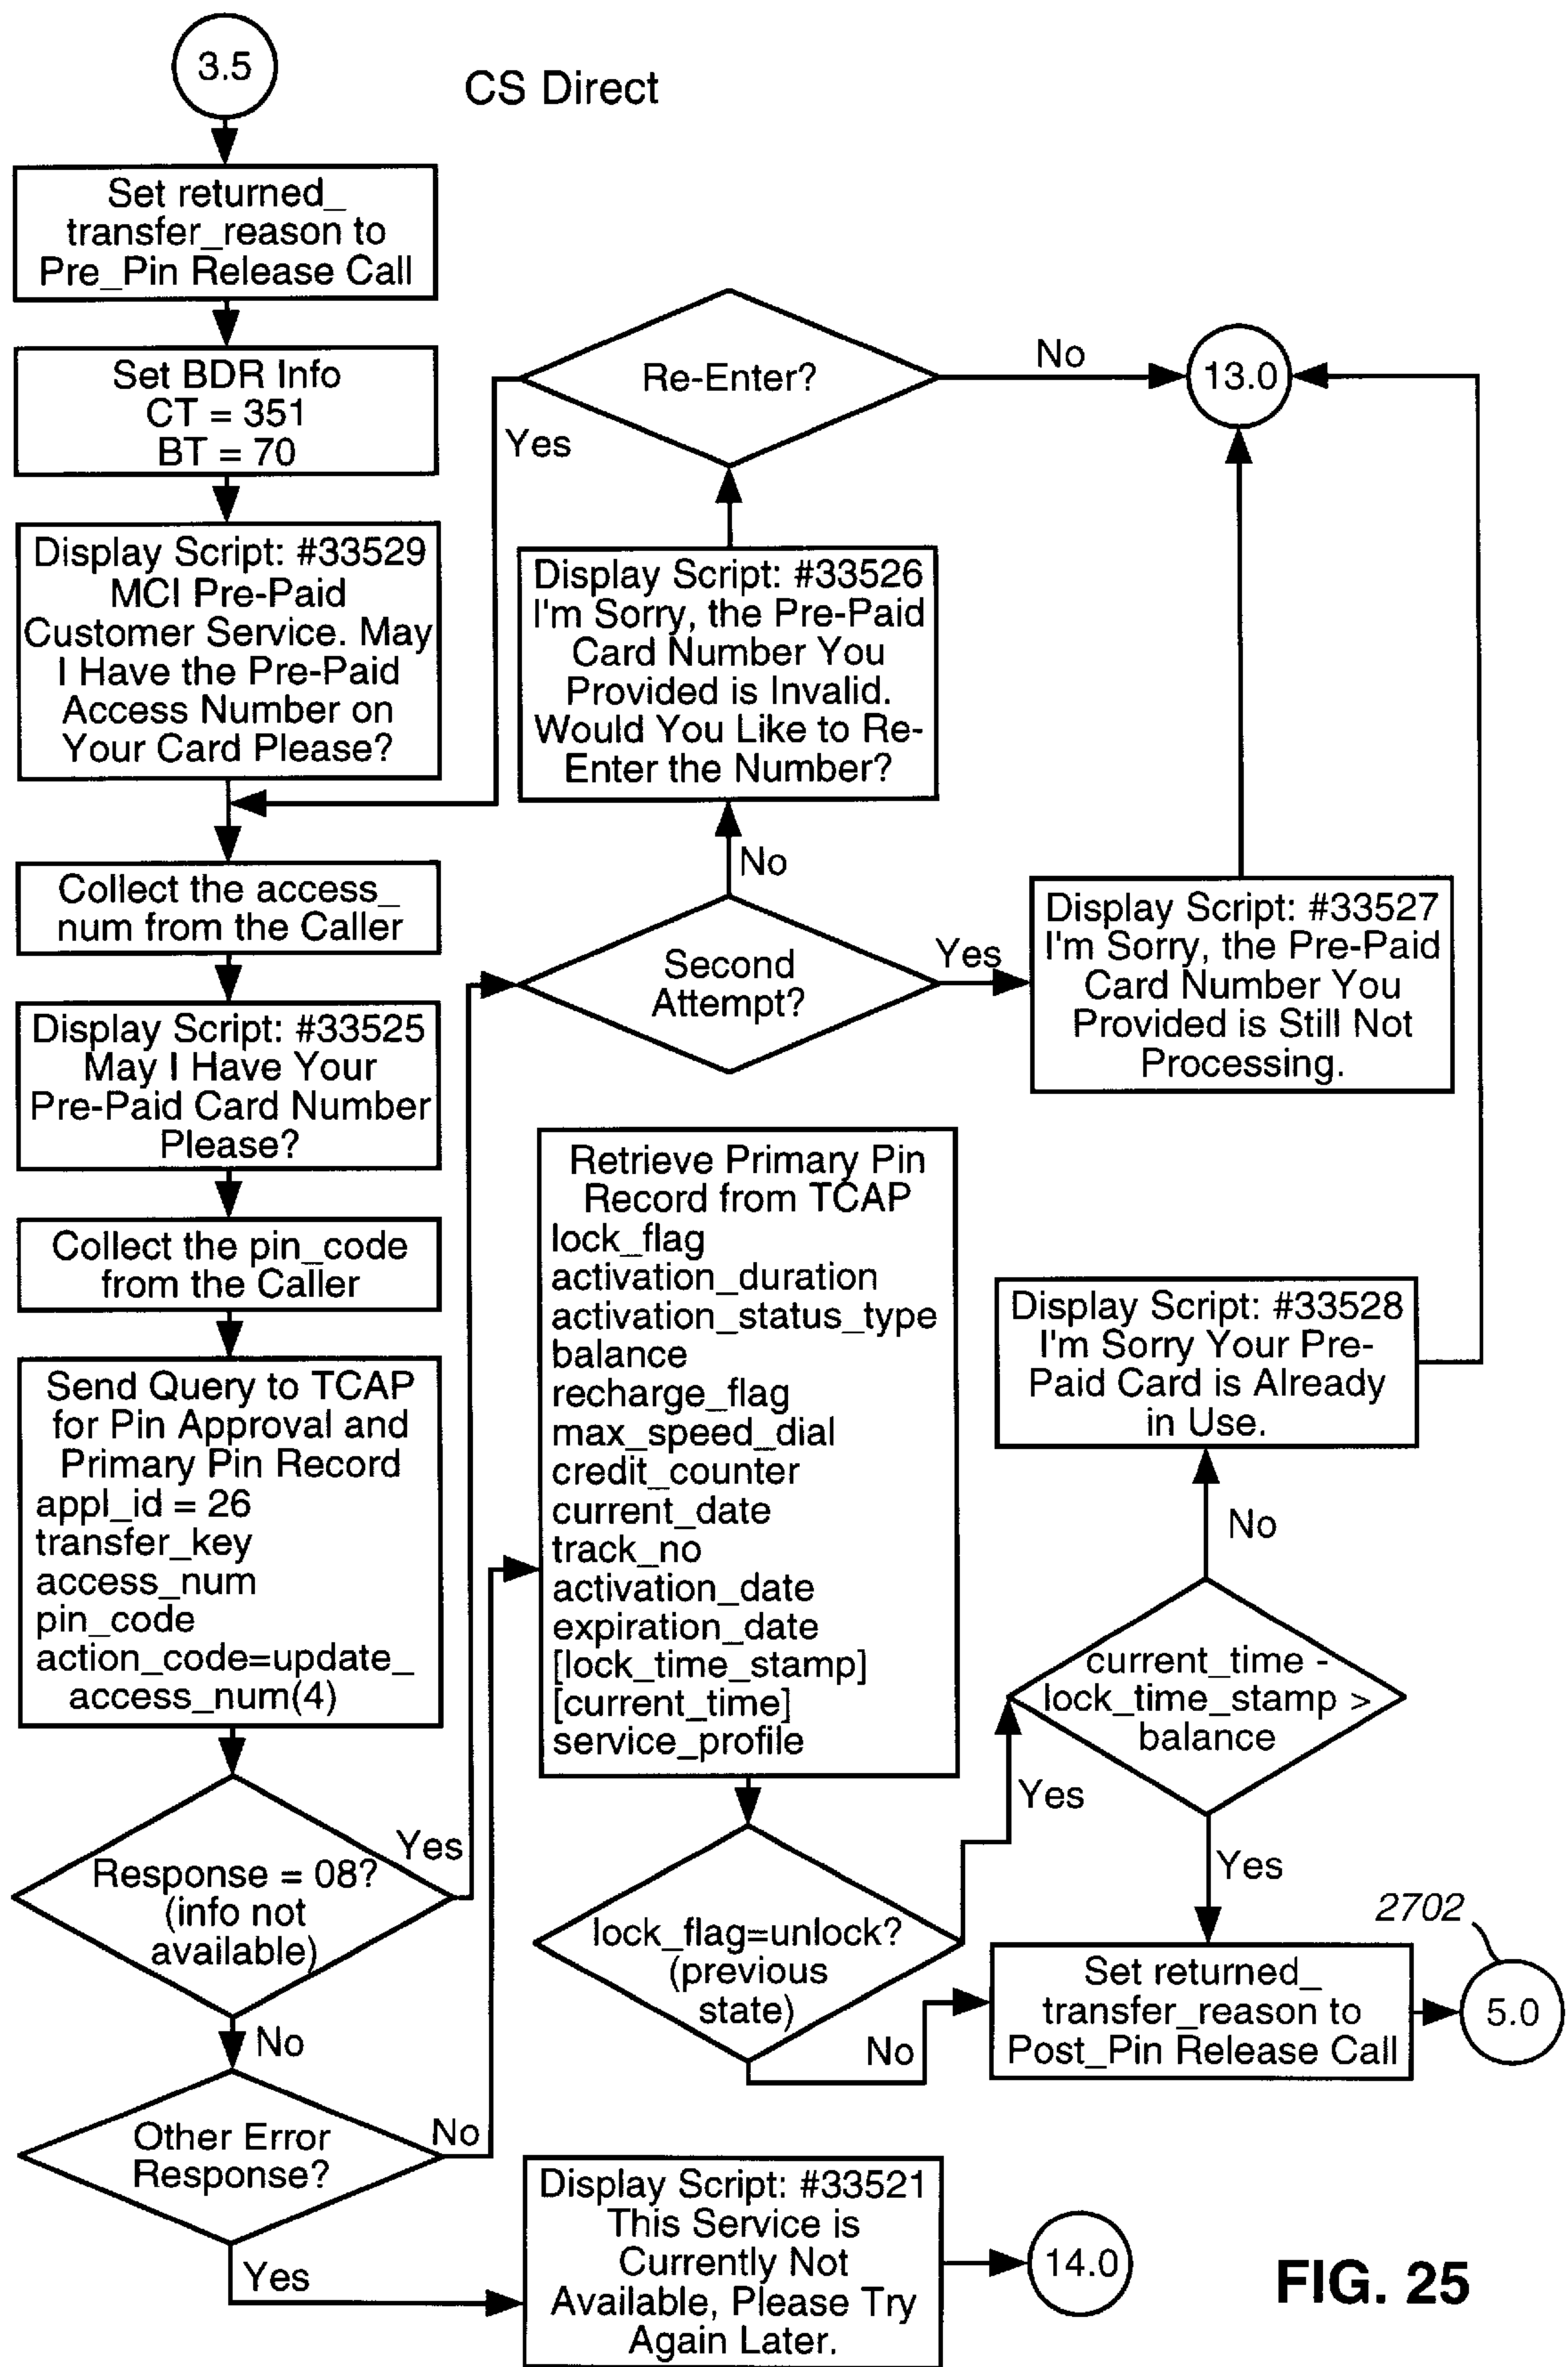 3.5
CS Direct
Set returned_
transfer_reason to
Pre_Pin Release Call
Set BDR Info
CT = 351
BT = 70
Display Script: #33529
MCI Pre-Paid
Customer Service. May
I Have the Pre-Paid
Access Number on
Your Card Please?
Collect the access_
num from the Caller
Display Script: #33525
May I Have Your
Pre-Paid Card Number
Please?
Collect the pin_code
from the Caller
Send Query to TCAP
for Pin Approval and
Primary Pin Record
appl_id = 26
transfer_key
access_num
pin_code
action_code=update_
access_num(4)
Response = 08?
(info not
available)
Yes
No
Other Error
Response?
No
Yes
Re-Enter?
No
Yes
13.0
Display Script: #33526
I'm Sorry, the Pre-Paid
Card Number You
Provided is Invalid.
Would You Like to Re-
Enter the Number?
No
Second
Attempt?
Yes
Display Script: #33527
I'm Sorry, the Pre-Paid
Card Number You
Provided is Still Not
Processing.
Retrieve Primary Pin
Record from TCAP
lock_flag
activation_duration
activation_status_type
balance
recharge_flag
max_speed_dial
credit_counter
current_date
track_no
activation_date
expiration_date
[lock_time_stamp]
[current_time]
service_profile
lock_flag=unlock?
(previous
state)
Yes
No
Display Script: #33528
I'm Sorry Your Pre-
Paid Card is Already
in Use.
No
current_time -
lock_time_stamp >
balance
Yes
Set returned_
transfer_reason to
Post_Pin Release Call
2702
5.0
Display Script: #33521
This Service is
Currently Not
Available, Please Try
Again Later.
14.0
FIG. 25